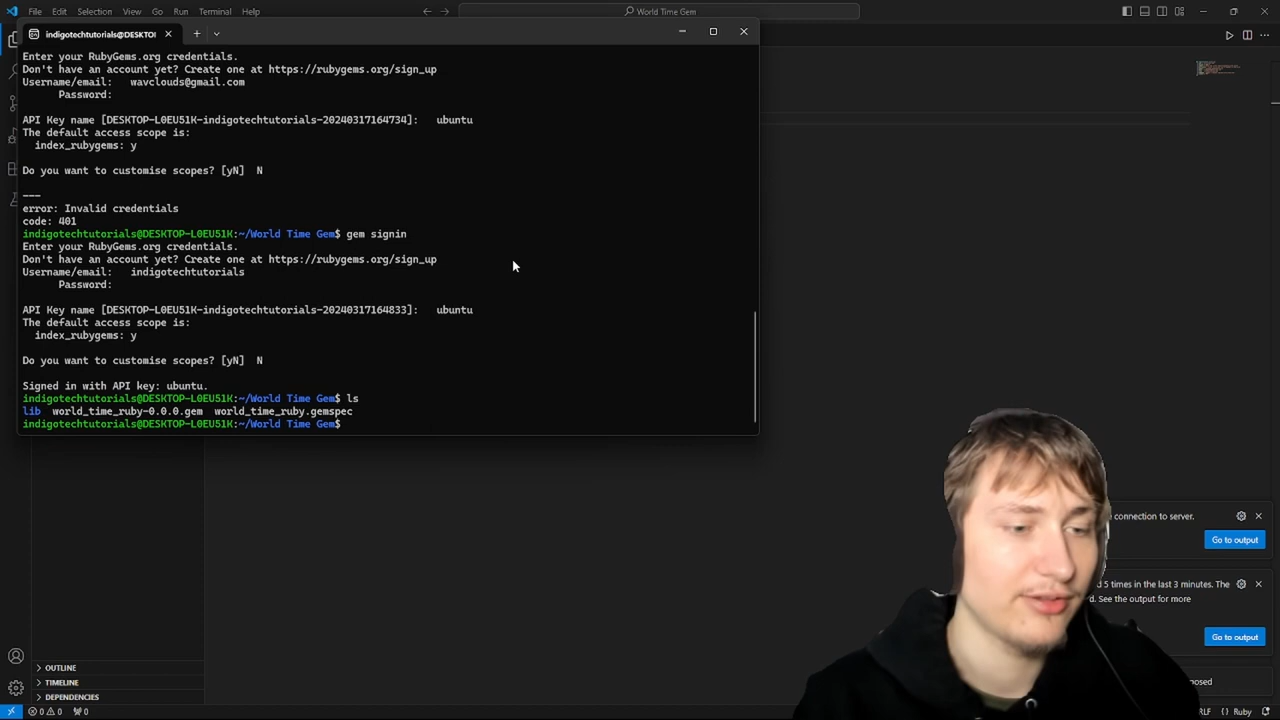 File Edit Selection View Go Run Terminal Help
World Time Gem
indigotechtutorials@DESKTO
Enter your RubyGems.org credentials.
Don't have an account yet? Create one at https://rubygems.org/sign_up
Username/email: wavclouds@gmail.com
Password:
API Key name [DESKTOP-L0EU51K-indigotechtutorials-20240317164734]: ubuntu
The default access scope is:
index_rubygems: y
Do you want to customise scopes? [yN] N
---
error: Invalid credentials
code: 401
indigotechtutorials@DESKTOP-L0EU51K:~/World Time Gem$ gem signin
Enter your RubyGems.org credentials.
Don't have an account yet? Create one at https://rubygems.org/sign_up
Username/email: indigotechtutorials
Password:
API Key name [DESKTOP-L0EU51K-indigotechtutorials-20240317164833]: ubuntu
The default access scope is:
index_rubygems: y
Do you want to customise scopes? [yN] N
Signed in with API key: ubuntu.
indigotechtutorials@DESKTOP-L0EU51K:~/World Time Gem$ ls
lib world_time_ruby-0.0.0.gem world_time_ruby.gemspec
indigotechtutorials@DESKTOP-L0EU51K:~/World Time Gem$
connection to server.
Go to output
d 5 times in the last 3 minutes. The
d. See the output for more
Go to output
OUTLINE
TIMELINE
DEPENDENCIES
posed
0 0 0
RLF {} Ruby